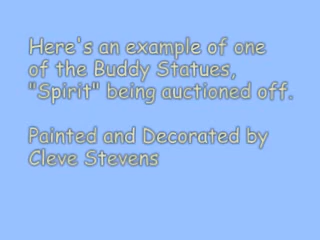 Here's an example of one
of the Buddy Statues,
"Spirit" being auctioned off.
Painted and Decorated by
Cleve Stevens